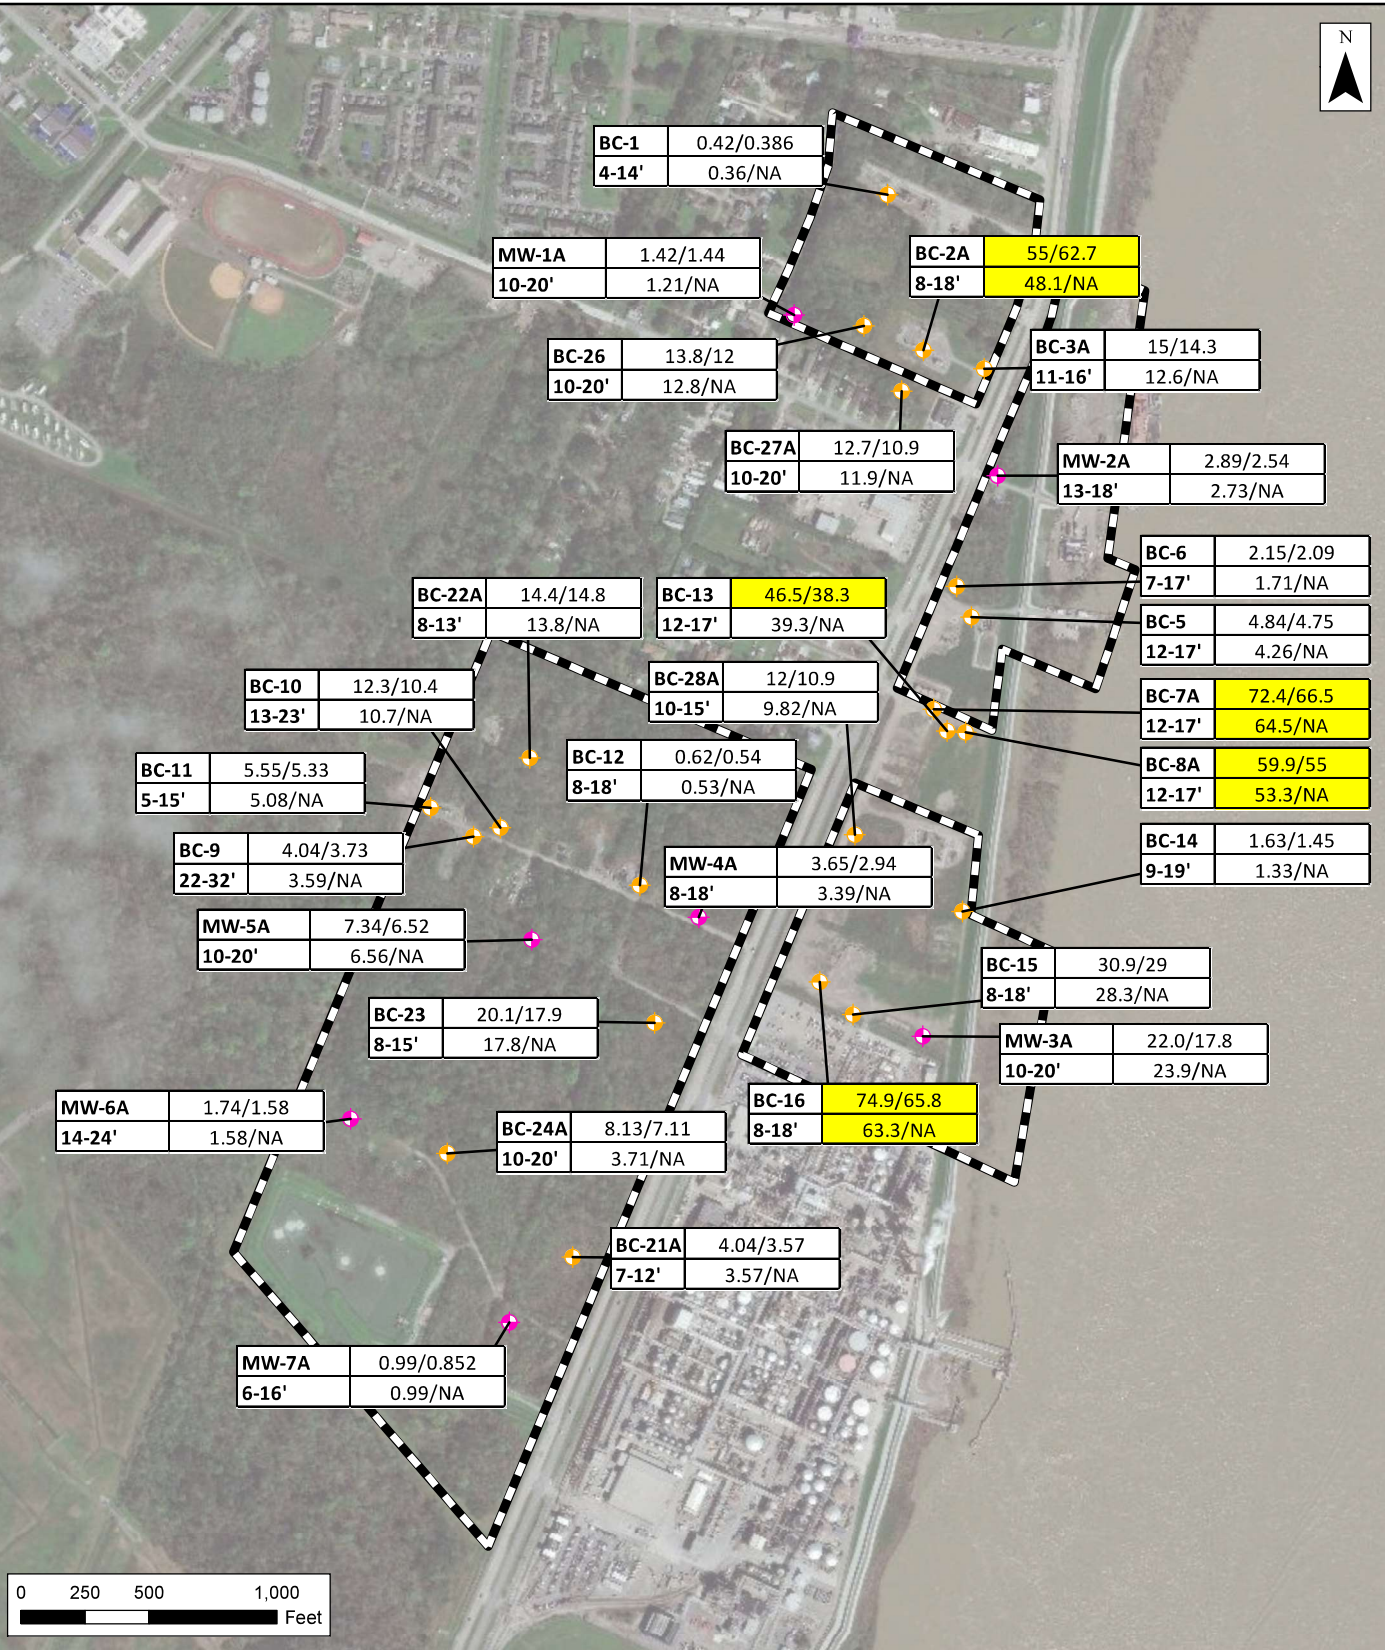 N
BC-1 0.42/0.386
4-14' 0.36/NA
MW-1A 1.42/1.44
10-20' 1.21/NA
BC-2A 55/62.7
8-18' 48.1/NA
BC-26 13.8/12
10-20' 12.8/NA
BC-3A 15/14.3
11-16' 12.6/NA
BC-27A 12.7/10.9
10-20' 11.9/NA
MW-2A 2.89/2.54
13-18' 2.73/NA
BC-6 2.15/2.09
7-17' 1.71/NA
BC-22A 14.4/14.8
8-13' 13.8/NA
BC-13 46.5/38.3
12-17' 39.3/NA
BC-5 4.84/4.75
12-17' 4.26/NA
BC-10 12.3/10.4
13-23' 10.7/NA
BC-28A 12/10.9
10-15' 9.82/NA
BC-7A 72.4/66.5
12-17' 64.5/NA
BC-11 5.55/5.33
5-15' 5.08/NA
BC-12 0.62/0.54
8-18' 0.53/NA
BC-8A 59.9/55
12-17' 53.3/NA
BC-9 4.04/3.73
22-32' 3.59/NA
MW-4A 3.65/2.94
8-18' 3.39/NA
BC-14 1.63/1.45
9-19' 1.33/NA
MW-5A 7.34/6.52
10-20' 6.56/NA
BC-15 30.9/29
8-18' 28.3/NA
BC-23 20.1/17.9
8-15' 17.8/NA
MW-3A 22.0/17.8
10-20' 23.9/NA
MW-6A 1.74/1.58
14-24' 1.58/NA
BC-16 74.9/65.8
8-18' 63.3/NA
BC-24A 8.13/7.11
10-20' 3.71/NA
BC-21A 4.04/3.57
7-12' 3.57/NA
MW-7A 0.99/0.852
6-16' 0.99/NA
0 250 500 1,000
Feet